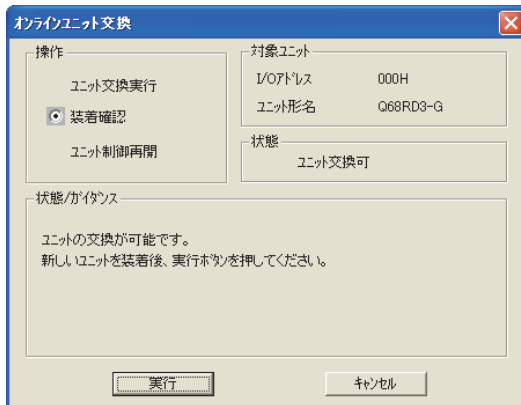 ｵﾝﾗｲﾝﾕﾆｯﾄ交換
操作
ﾕﾆｯﾄ交換実行
装着確認
ﾕﾆｯﾄ制御再開
対象ﾕﾆｯﾄ
I/Oｱﾄﾞﾚｽ 000H
ﾕﾆｯﾄ形名 Q68RD3-G
状態
ﾕﾆｯﾄ交換可
状態/ｶﾞｲﾀﾞﾝｽ
ﾕﾆｯﾄの交換が可能です。
新しいﾕﾆｯﾄを装着後、実行ﾎﾞﾀﾝを押してください。
実行 ｷｬﾝｾﾙ